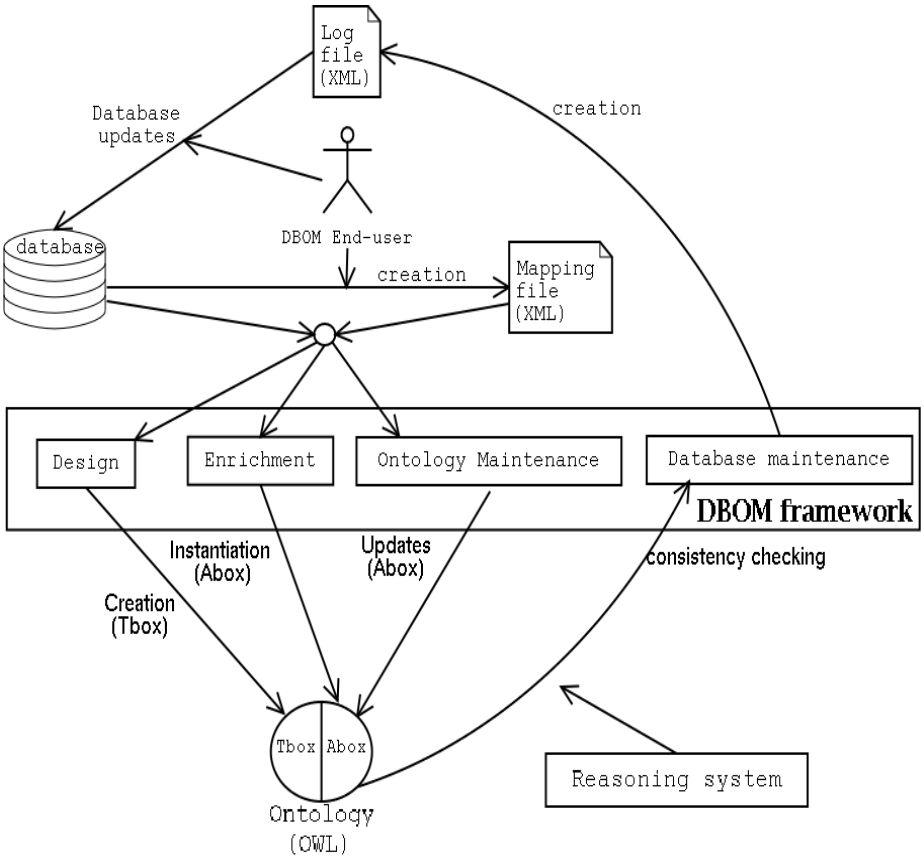 Log
file
(XML)
creation
Database
updates
DBOM End-user
database
creation
Mapping
file
(XML)
Design
Enrichment
Ontology Maintenance
Database maintenance
DBOM framework
Instantiation
(Abox)
Updates
(Abox)
consistency checking
Creation
(Tbox)
Tbox
Abox
Reasoning system
Ontology
(OWL)